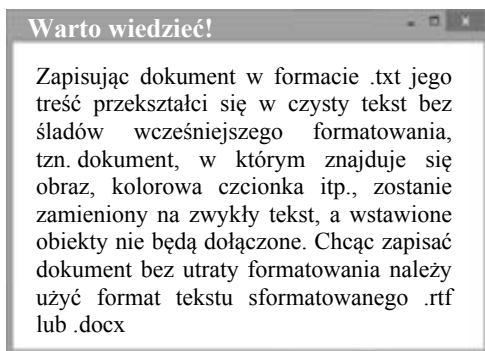 Warto wiedzieć!
Zapisując dokument w formacie .txt jego
treść przekształci się w czysty tekst bez
śladów wcześniejszego formatowania,
tzn. dokument, w którym znajduje się
obraz, kolorowa czcionka itp., zostanie
zamieniony na zwykły tekst, a wstawione
obiekty nie będą dołączone. Chcąc zapisać
dokument bez utraty formatowania należy
użyć format tekstu sformatowanego .rtf
lub .docx